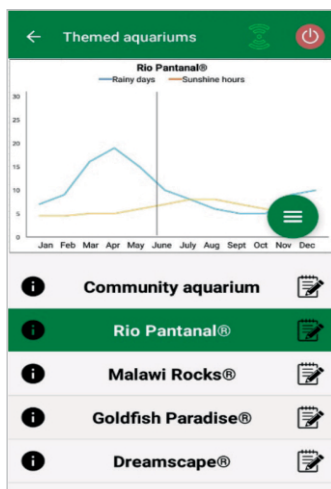 Themed aquariums
Rio Pantanal®
Rainy days Sunshine hours
30
25
20
15
10
5
0
Jan Feb Mar Apr May June July Aug Sept Oct Nov Dec
Community aquarium
Rio Pantanal®
Malawi Rocks®
Goldfish Paradise®
Dreamscape®